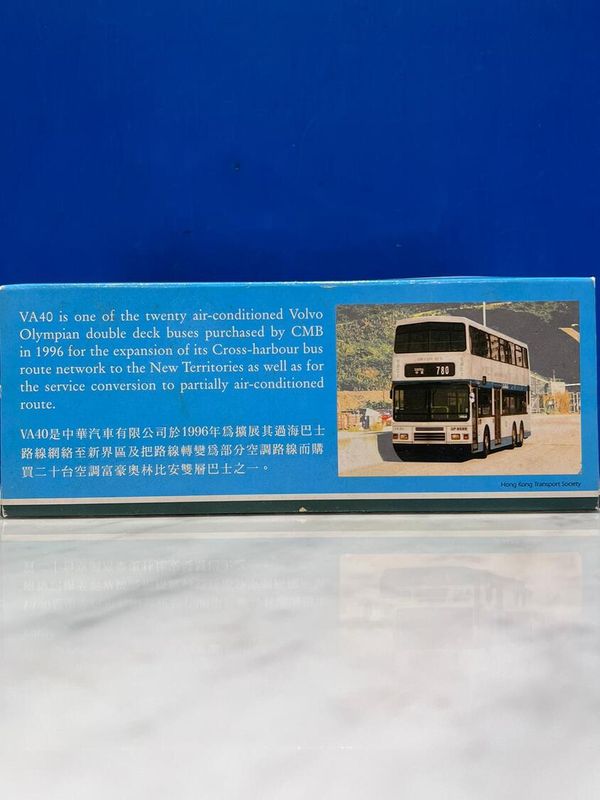 VA40 is one of the twenty air-conditioned Volvo
Olympian double deck buses purchased by CMB
in 1996 for the expansion of its Cross-harbour bus
route network to the New Territories as well as for
the service conversion to partially air-conditioned
route.
VA40是中華汽車有限公司於1996年爲擴展其過海巴士
路線網絡至新界區及把路線轉變爲部分空調路線而購
買二十台空調富豪奧林比安雙層巴士之一。
780
Hong Kong Transport Society